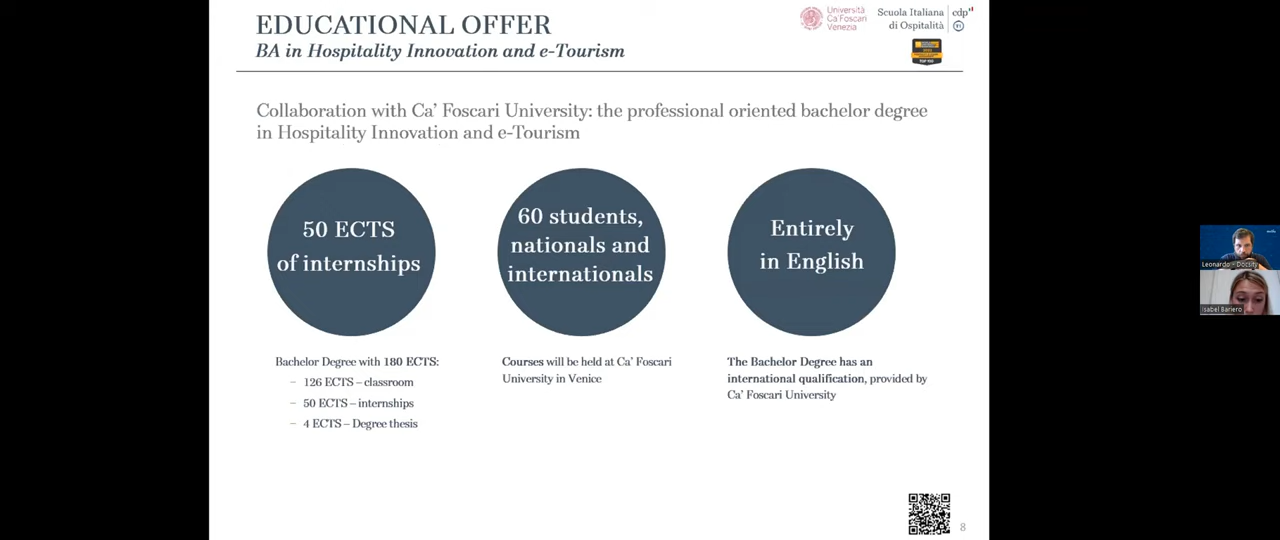 EDUCATIONAL OFFER
BA in Hospitality Innovation and e-Tourism
Università
Ca'Foscari
Venezia
Scuola Italiana
di Ospitalità
cdp
Collaboration with Ca' Foscari University: the professional oriented bachelor degree
in Hospitality Innovation and e-Tourism
50 ECTS
of internships
60 students,
nationals and
internationals
Entirely
in English
Bachelor Degree with 180 ECTS:
– 126 ECTS – classroom
– 50 ECTS – internships
– 4 ECTS – Degree thesis
Courses will be held at Ca' Foscari
University in Venice
The Bachelor Degree has an
international qualification, provided by
Ca' Foscari University
8
Leonardo - Docsity
Isabel Bariero